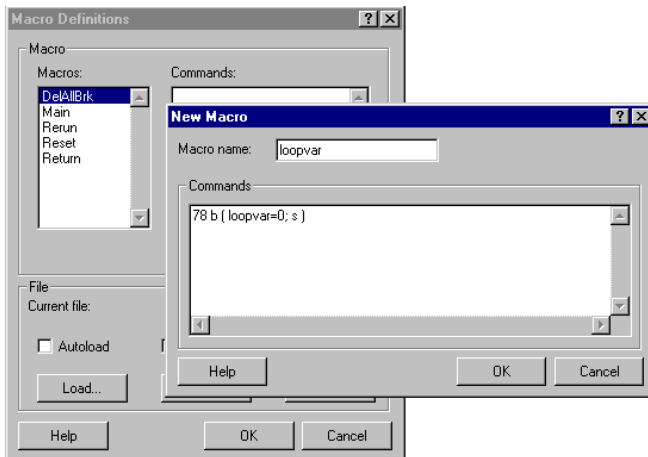 Macro Definitions
Macro
Macros:
Commands:
DelAllBrk
Main
Rerun
Reset
Return
New Macro
Macro name:
loopvar
Commands
78 b ( loopvar=0; s )
Help
OK
Cancel
File
Current file:
Autoload
Load...
Help
OK
Cancel